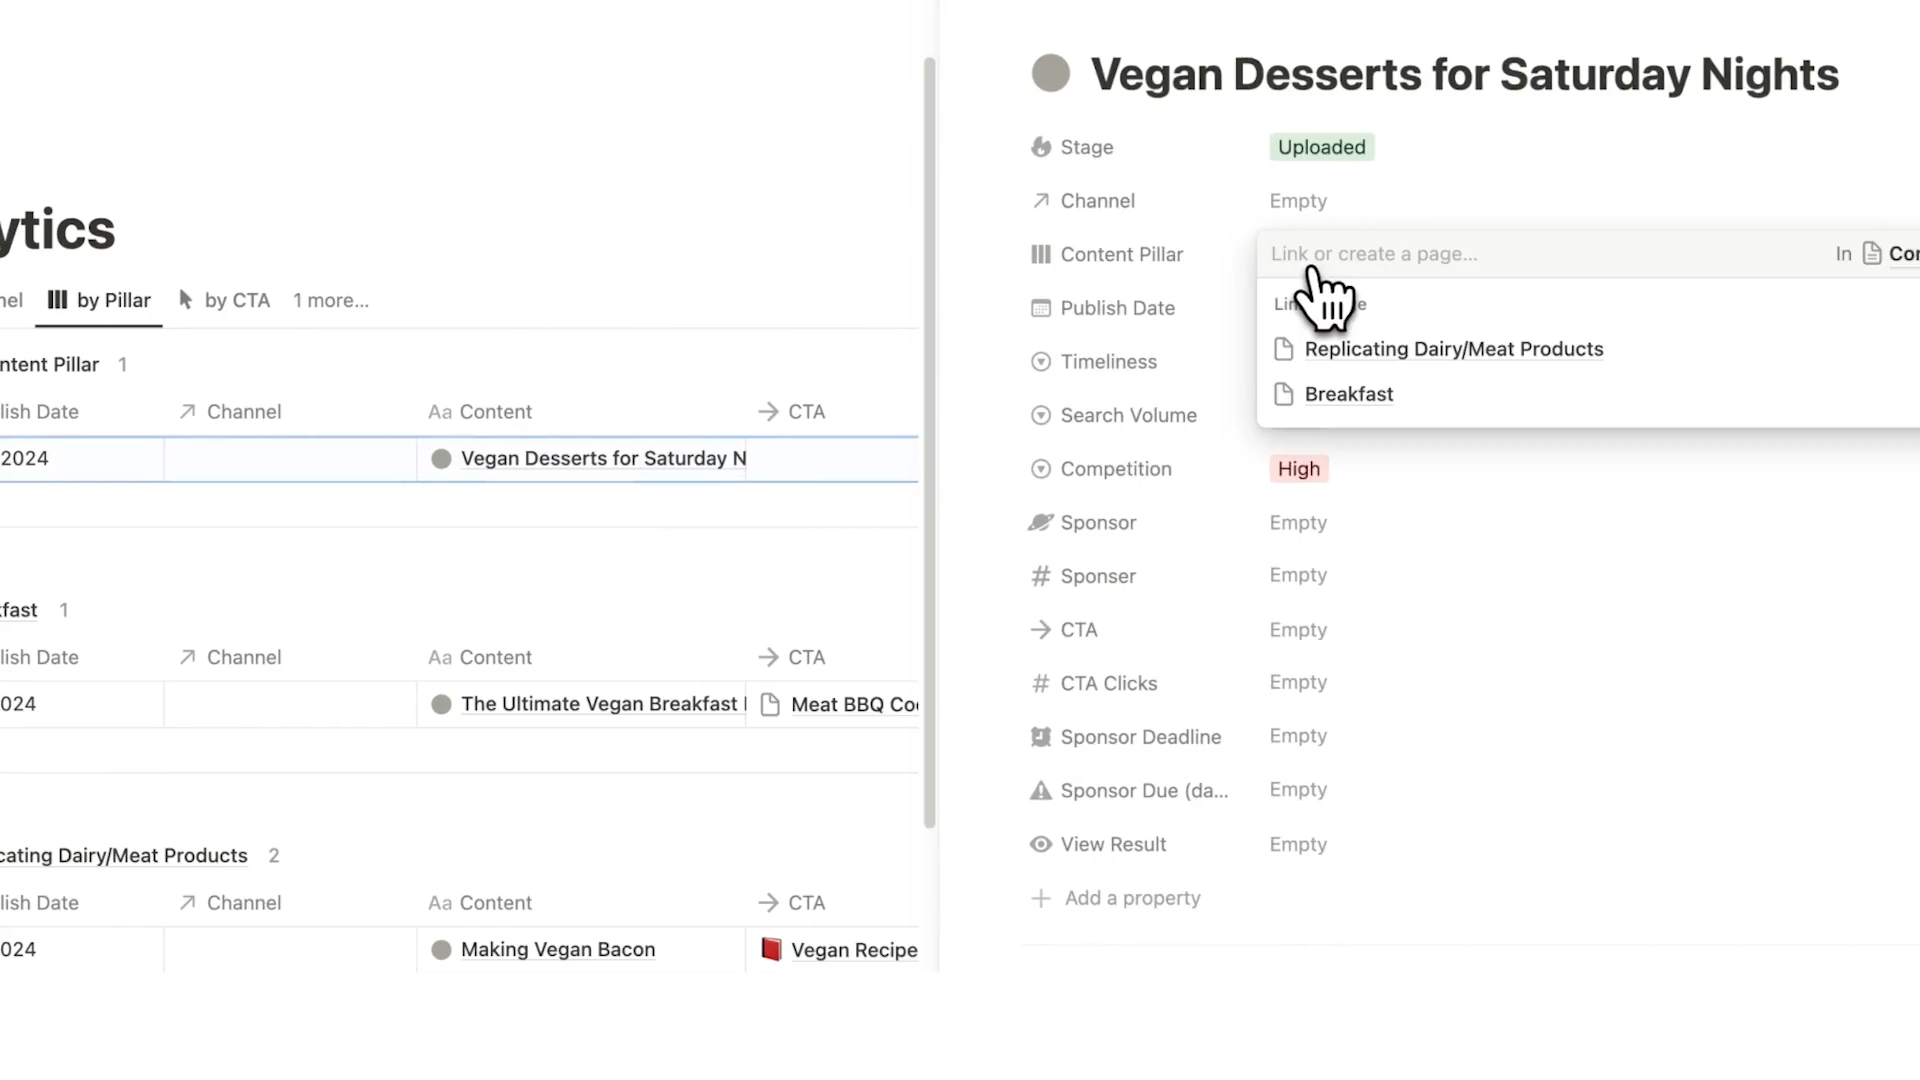 ytics
nel by Pillar by CTA 1 more...
ntent Pillar 1
lish Date Channel Aa Content CTA
2024 Vegan Desserts for Saturday N
fast 1
lish Date Channel Aa Content CTA
024 The Ultimate Vegan Breakfast Meat BBQ Coo
cating Dairy/Meat Products 2
lish Date Channel Aa Content CTA
024 Making Vegan Bacon Vegan Recipe
Vegan Desserts for Saturday Nights
Stage Uploaded
Channel Empty
Content Pillar Link or create a page... In Con
Publish Date
Replicating Dairy/Meat Products
Timeliness
Breakfast
Search Volume
Competition High
Sponsor Empty
# Sponser Empty
CTA Empty
# CTA Clicks Empty
Sponsor Deadline Empty
Sponsor Due (da... Empty
View Result Empty
+ Add a property